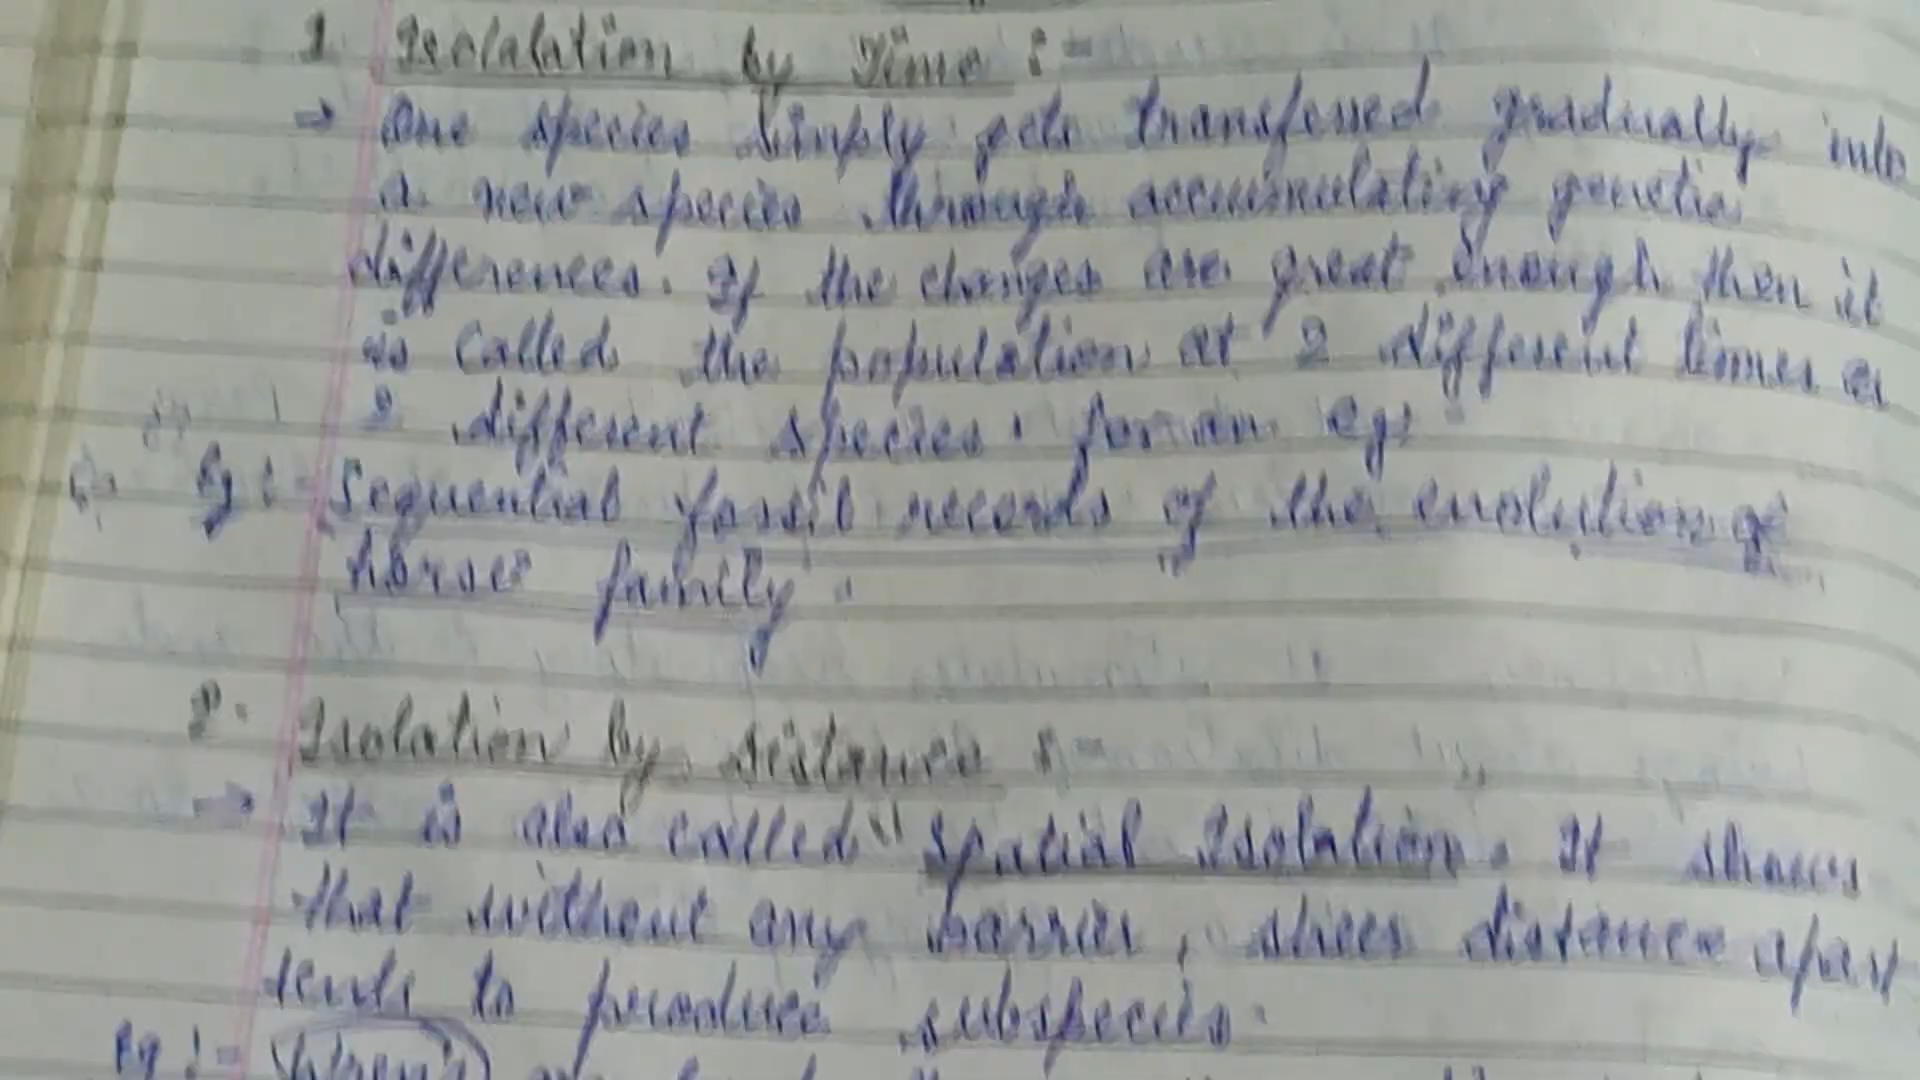 1. Isolalation by Time :-
→ One species simply gets transferred gradually into
a new species through accumulating genetic
differences. If the changes are great enough then it
is called the population at 2 different times as
2 different species. for an eg:
Eg :- Sequential fossil records of the evolution of
horse family.
2. Isolation by distance :-
→ It is also called "Spatial Isolation. It shows
that without any barrier, shees distance apart
tends to produce subspecies.
Eg :-